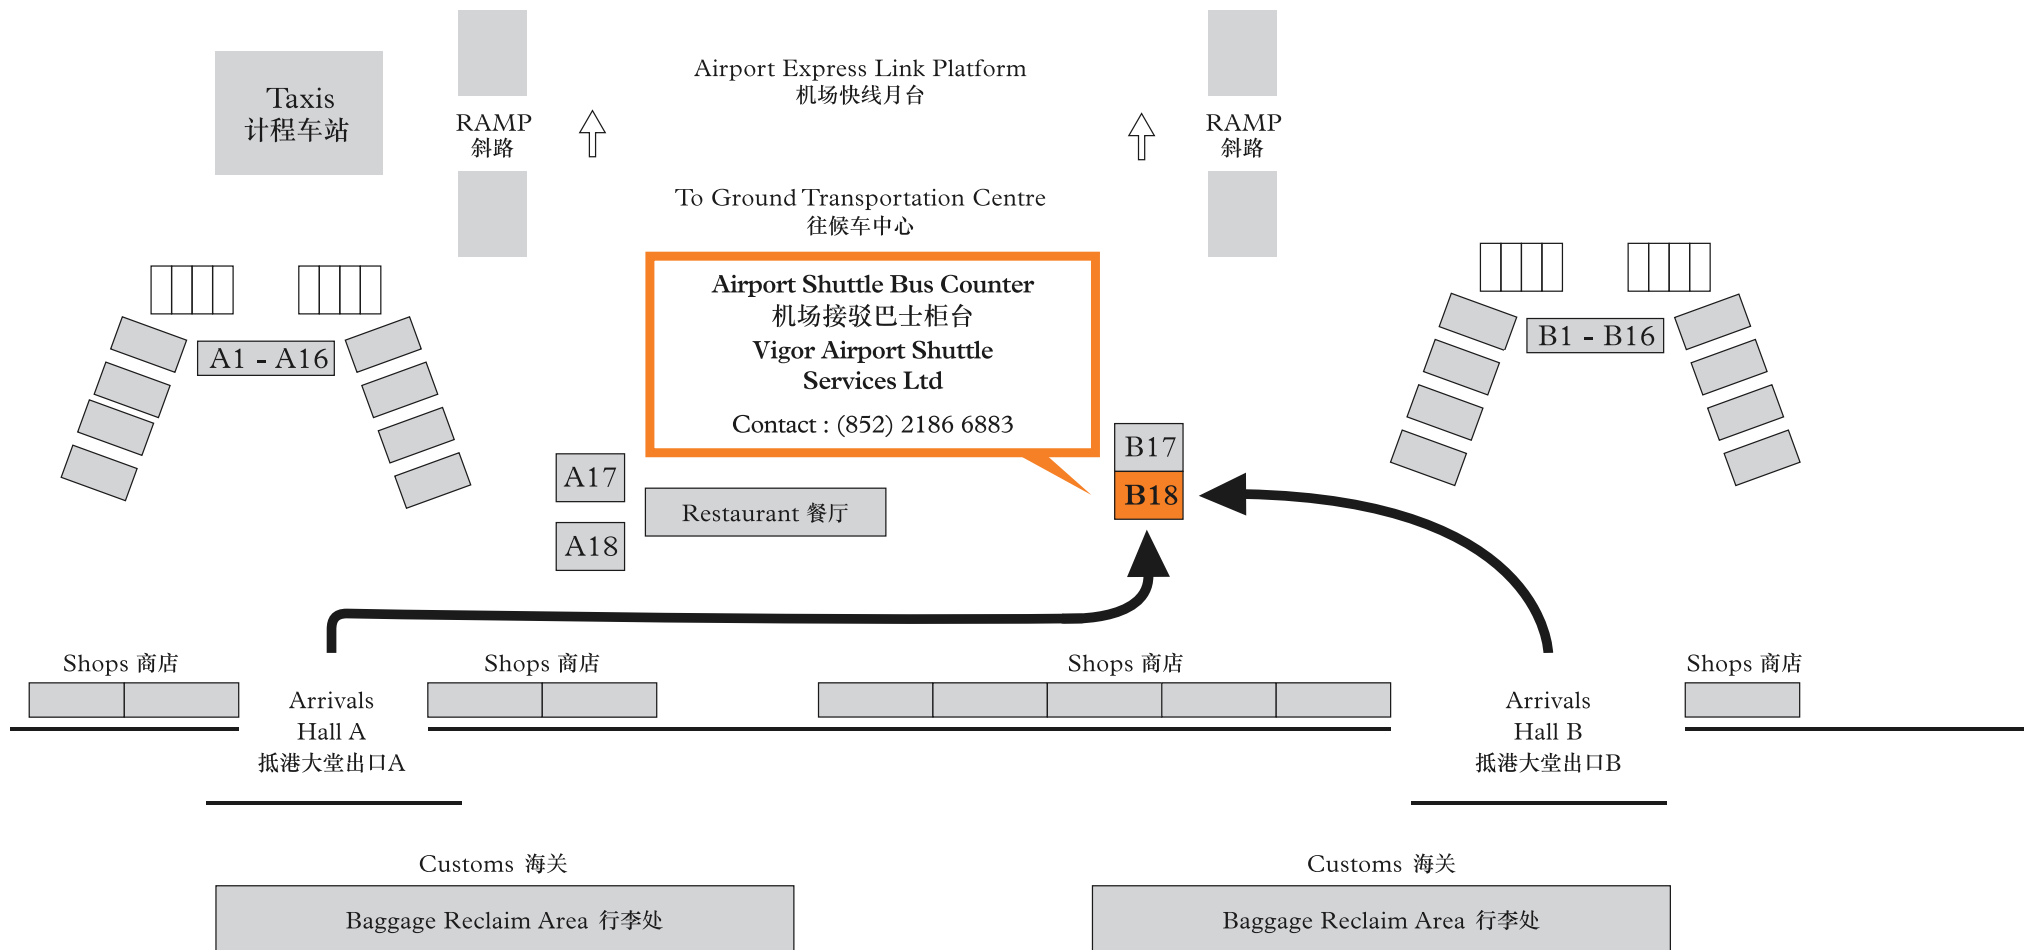 Airport Express Link Platform
机场快线月台
Taxis
计程车站
RAMP
斜路
RAMP
斜路
To Ground Transportation Centre
往候车中心
Airport Shuttle Bus Counter
机场接驳巴士柜台
Vigor Airport Shuttle
Services Ltd
Contact : (852) 2186 6883
A1 - A16
B1 - B16
B17
B18
A17
A18
Restaurant 餐厅
Shops 商店
Shops 商店
Shops 商店
Shops 商店
Arrivals
Hall A
抵港大堂出口A
Arrivals
Hall B
抵港大堂出口B
Customs 海关
Customs 海关
Baggage Reclaim Area 行李处
Baggage Reclaim Area 行李处